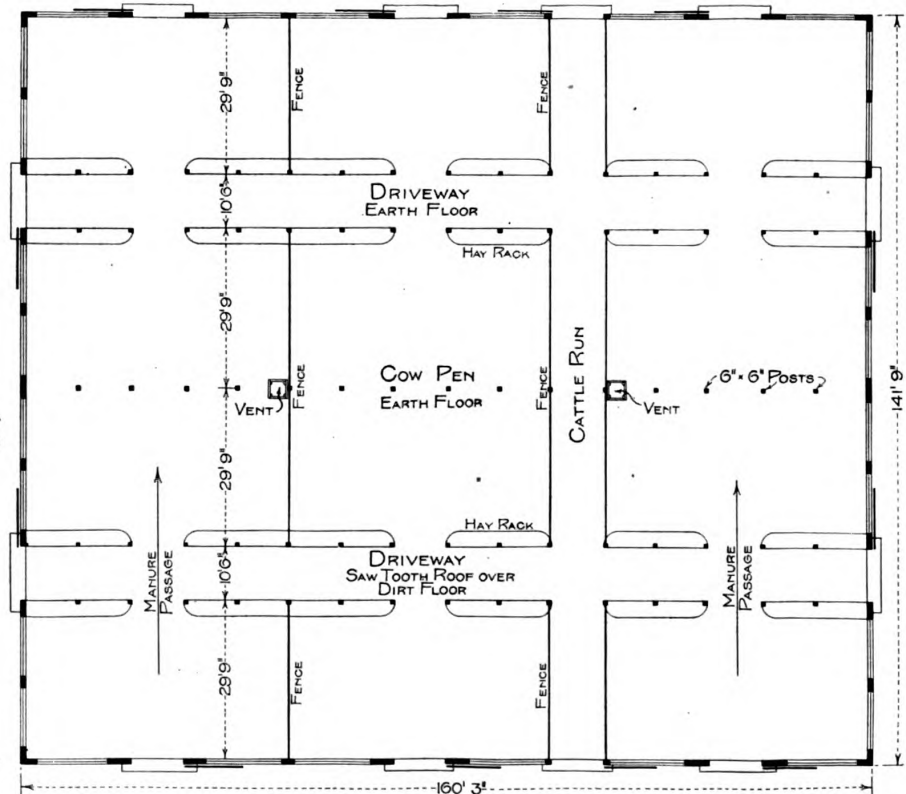 29'9"
FENCE
FENCE
10'6"
DRIVEWAY
EARTH FLOOR
HAY RACK
29'9"
FENCE
COW PEN
EARTH FLOOR
FENCE
CATTLE RUN
6" x 6" POSTS
VENT
VENT
141' 9"
29'9"
HAY RACK
MANURE
PASSAGE
10'6"
DRIVEWAY
SAW TOOTH ROOF OVER
DIRT FLOOR
MANURE
PASSAGE
29'9"
FENCE
FENCE
160' 3"